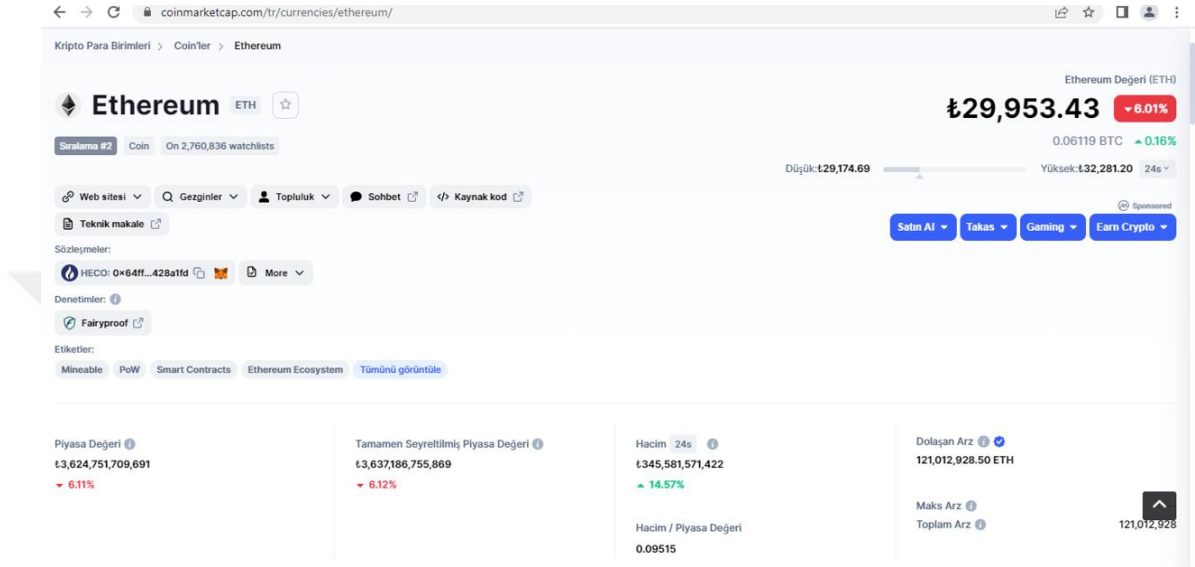 coinmarketcap.com/tr/currencies/ethereum/
Kripto Para Birimleri > Coin'ler > Ethereum
Ethereum Değeri (ETH)
Ethereum ETH
₺29,953.43 6.01%
0.06119 BTC 0.16%
Sıralama #2 Coin On 2,760,836 watchlists
Düşük:₺29,174.69 Yüksek:₺32,281.20 24s
Web sitesi Gezginler Topluluk Sohbet Kaynak kod
Sponsored
Teknik makale
Satın Al Takas Gaming Earn Crypto
Sözleşmeler:
HECO: 0x64ff...428a1fd More
Denetimler:
Fairyproof
Etiketler:
Mineable PoW Smart Contracts Ethereum Ecosystem Tümünü görüntüle
Piyasa Değeri
₺3,624,751,709,691
6.11%
Tamamen Seyreltilmiş Piyasa Değeri
₺3,637,186,755,869
6.12%
Hacim 24s
₺345,581,571,422
14.57%
Hacim / Piyasa Değeri
0.09515
Dolaşan Arz
121,012,928.50 ETH
Maks Arz
Toplam Arz 121,012,928